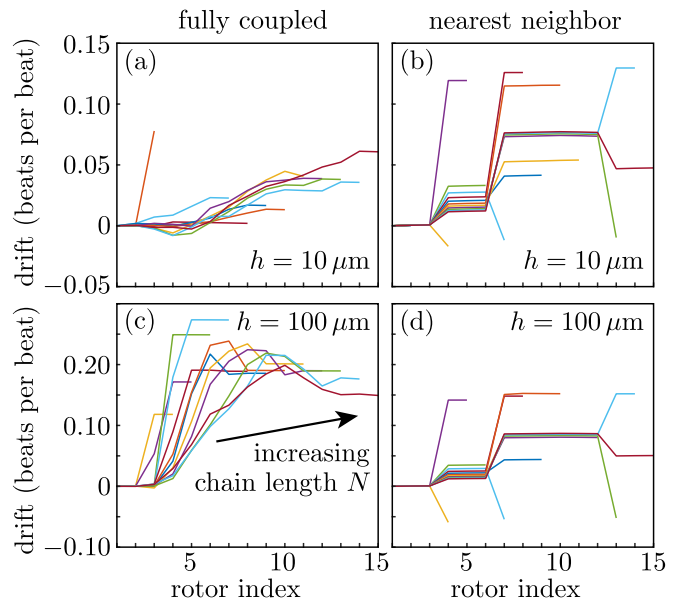 fully coupled
nearest neighbor
drift (beats per beat)
0.15
0.10
0.05
0
−0.05
(a)
h = 10 μm
(b)
h = 10 μm
drift (beats per beat)
0.20
0.10
0.00
−0.10
(c)
h = 100 μm
increasing
chain length N
(d)
h = 100 μm
5
10
15
5
10
15
rotor index
rotor index